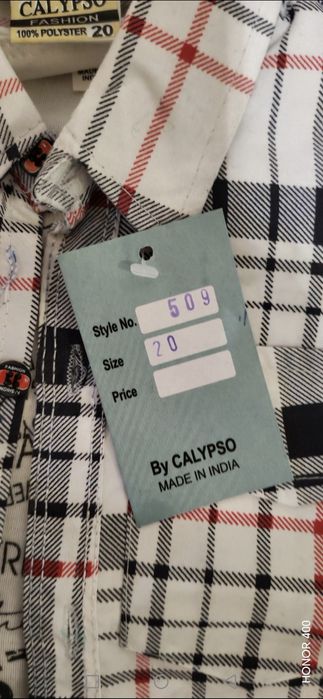 CALYPSO
FASHION
100% POLYSTER 20
Style No. 509
Size 20
Price
By CALYPSO
MADE IN INDIA
HONOR 400